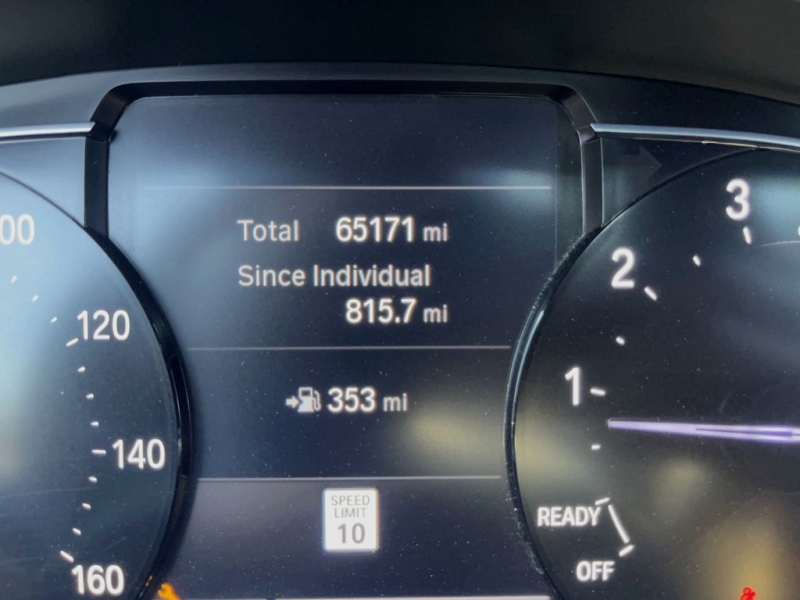 Total 65171 mi
Since Individual
815.7 mi
353 mi
SPEED
LIMIT
10
00
120
140
160
3
2
1
READY
OFF